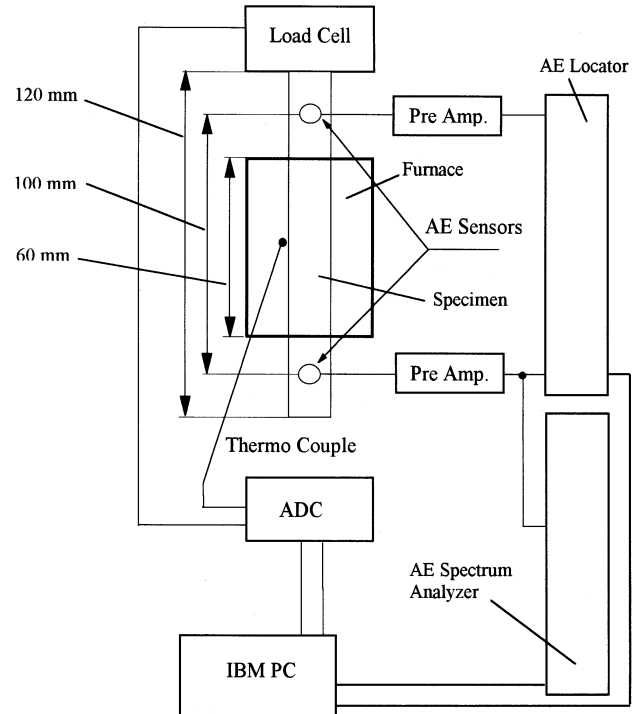 Load Cell
AE Locator
120 mm
Pre Amp.
Furnace
100 mm
AE Sensors
60 mm
Specimen
Pre Amp.
Thermo Couple
ADC
AE Spectrum
Analyzer
IBM PC